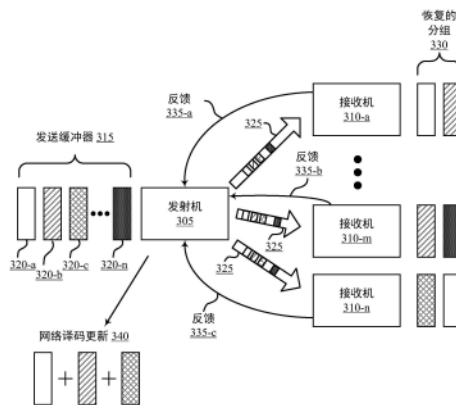 恢复的
分组
330
反馈
335-a
325
接收机
310-a
发送缓冲器 315
反馈
335-b
发射机
305
接收机
310-m
320-a
320-b
320-c
320-n
325
325
反馈
335-c
接收机
310-n
网络译码更新 340
+
+